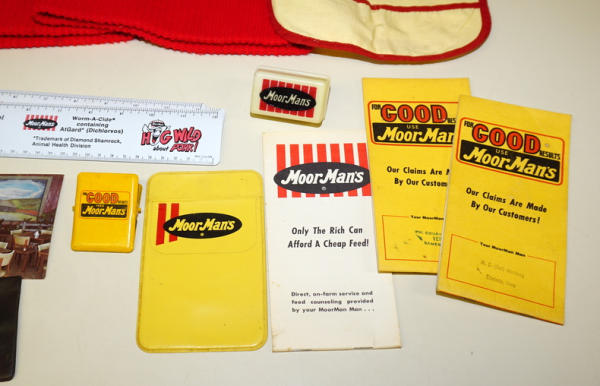 Worm-A-Cide*
containing
AtGard* (Dichlorvos)
MoorMan's
*Trademark of Diamond Shamrock,
Animal Health Division
HOG WILD
about PORK!
MoorMan's
GOOD
MoorMan's
MoorMan's
MoorMan's
Only The Rich Can
Afford A Cheap Feed!
Direct, on-farm service and
feed counseling provided
by your MoorMan Man . . .
FOR GOOD RESULTS
USE
MoorMan's
Our Claims Are Made
By Our Customers!
Your MoorMan Man
FOR GOOD RESULTS
USE
MoorMan's
Our Claims Are Made
By Our Customers!
Your MoorMan Man